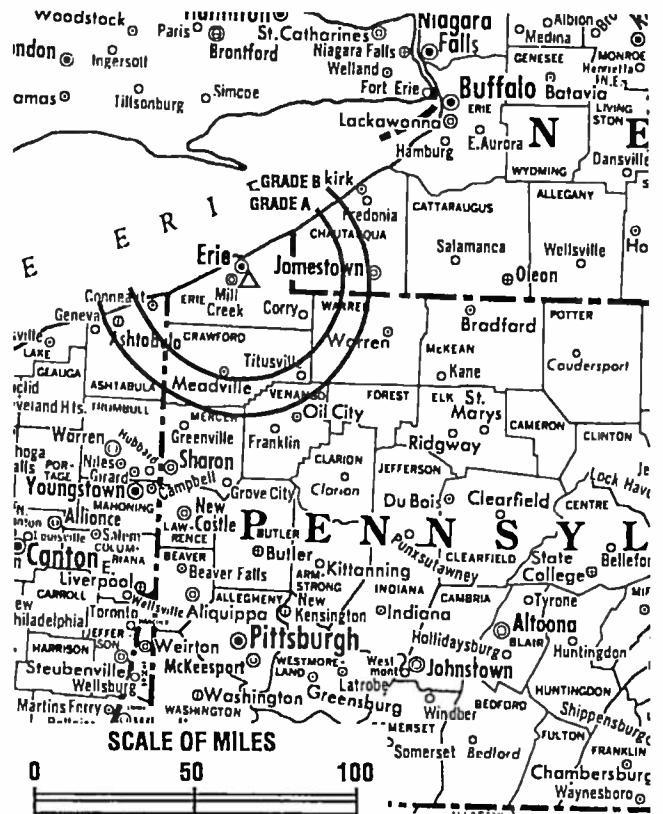 Woodstock
Paris
St. Catharines
Niagara Falls
Albion
Medina
Brantford
Niagara Falls
MONROE
Ingersoll
Welland
GENESEE
Henrietta
Tillsonburg
Simcoe
Fort Erie
Buffalo
Batavia
ERIE
LIVINGSTON
Lackawanna
E. Aurora
N E
Hamburg
Dansville
WYOMING
GRADE B
kirk
ALLEGANY
GRADE A
Fredonia
CATTARAUGUS
E R I E
CHAUTAUQUA
Salamanca
Wellsville
Erie
Jamestown
Olean
Mill Creek
Conneaut
ERIE
Corry
WARREN
Geneva
Ashtabula
CRAWFORD
Warren
Bradford
POTTER
LAKE
GEAUGA
Titusville
McKEAN
Kane
Coudersport
ASHTABULA
Meadville
VENANGO
FOREST
ELK
St. Marys
TRUMBULL
MERCER
Oil City
CAMERON
Greenville
Franklin
CLINTON
Warren
Hubbard
Ridgway
CLARION
Niles
Girard
Sharon
JEFFERSON
PORTAGE
Campbell
Clarion
Lock Have
Youngstown
Grove City
Du Bois
Clearfield
CENTRE
MAHONING
New Castle
LAWRENCE
P E N N S Y L
Alliance
BUTLER
Louisville
Salem
Punxsutawney
Canton
COLUMBIANA
BEAVER
Butler
Kittanning
CLEARFIELD
State College
Bellefon
E. Liverpool
Beaver Falls
ARMSTRONG
CARROLL
ALLEGHENY
INDIANA
CAMBRIA
Tyrone
Toronto
Wellsville
Aliquippa
New Kensington
Indiana
Altoona
BLAIR
JEFFERSON
Weirton
Pittsburgh
Hollidaysburg
Huntingdon
HARRISON
Steubenville
McKeesport
WESTMORELAND
Westmont
Johnstown
Wellsburg
Latrobe
HUNTINGDON
Martins Ferry
Washington
Greensburg
Windber
BEDFORD
Shippensburg
WASHINGTON
FULTON
FRANKLIN
SCALE OF MILES
Somerset
Bedford
Chambersburg
Waynesboro
0 50 100